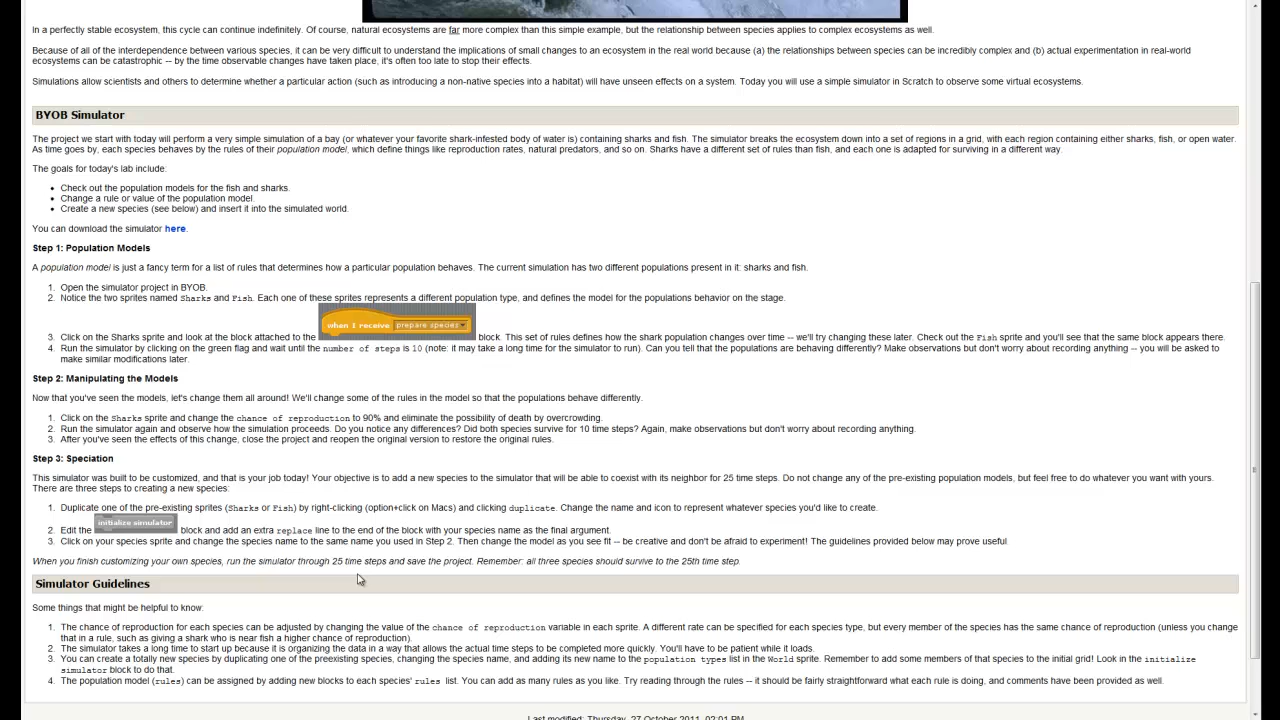 In a perfectly stable ecosystem, this cycle can continue indefinitely. Of course, natural ecosystems are far more complex than this simple example, but the relationship between species applies to complex ecosystems as well.
Because of all of the interdependence between various species, it can be very difficult to understand the implications of small changes to an ecosystem in the real world because (a) the relationships between species can be incredibly complex and (b) actual experimentation in real-world
ecosystems can be catastrophic -- by the time observable changes have taken place, it's often too late to stop their effects.
Simulations allow scientists and others to determine whether a particular action (such as introducing a non-native species into a habitat) will have unseen effects on a system. Today you will use a simple simulator in Scratch to observe some virtual ecosystems.
BYOB Simulator
The project we start with today will perform a very simple simulation of a bay (or whatever your favorite shark-infested body of water is) containing sharks and fish. The simulator breaks the ecosystem down into a set of regions in a grid, with each region containing either sharks, fish, or open water.
As time goes by, each species behaves by the rules of their population model, which define things like reproduction rates, natural predators, and so on. Sharks have a different set of rules than fish, and each one is adapted for surviving in a different way.
The goals for today's lab include:
• Check out the population models for the fish and sharks.
• Change a rule or value of the population model.
• Create a new species (see below) and insert it into the simulated world.
You can download the simulator here.
Step 1: Population Models
A population model is just a fancy term for a list of rules that determines how a particular population behaves. The current simulation has two different populations present in it: sharks and fish.
1. Open the simulator project in BYOB.
2. Notice the two sprites named Sharks and Fish. Each one of these sprites represents a different population type, and defines the model for the populations behavior on the stage.
3. Click on the Sharks sprite and look at the block attached to the when I receive prepare species block. This set of rules defines how the shark population changes over time -- we'll try changing these later. Check out the Fish sprite and you'll see that the same block appears there.
4. Run the simulator by clicking on the green flag and wait until the number of steps is 10 (note: it may take a long time for the simulator to run). Can you tell that the populations are behaving differently? Make observations but don't worry about recording anything -- you will be asked to
make similar modifications later.
Step 2: Manipulating the Models
Now that you've seen the models, let's change them all around! We'll change some of the rules in the model so that the populations behave differently.
1. Click on the Sharks sprite and change the chance of reproduction to 90% and eliminate the possibility of death by overcrowding.
2. Run the simulator again and observe how the simulation proceeds. Do you notice any differences? Did both species survive for 10 time steps? Again, make observations but don't worry about recording anything.
3. After you've seen the effects of this change, close the project and reopen the original version to restore the original rules.
Step 3: Speciation
This simulator was built to be customized, and that is your job today! Your objective is to add a new species to the simulator that will be able to coexist with its neighbor for 25 time steps. Do not change any of the pre-existing population models, but feel free to do whatever you want with yours.
There are three steps to creating a new species:
1. Duplicate one of the pre-existing sprites (Sharks or Fish) by right-clicking (option+click on Macs) and clicking duplicate. Change the name and icon to represent whatever species you'd like to create.
2. Edit the initialize simulator block and add an extra replace line to the end of the block with your species name as the final argument.
3. Click on your species sprite and change the species name to the same name you used in Step 2. Then change the model as you see fit -- be creative and don't be afraid to experiment! The guidelines provided below may prove useful
When you finish customizing your own species, run the simulator through 25 time steps and save the project. Remember: all three species should survive to the 25th time step.
Simulator Guidelines
Some things that might be helpful to know:
1. The chance of reproduction for each species can be adjusted by changing the value of the chance of reproduction variable in each sprite. A different rate can be specified for each species type, but every member of the species has the same chance of reproduction (unless you change
that in a rule, such as giving a shark who is near fish a higher chance of reproduction).
2. The simulator takes a long time to start up because it is organizing the data in a way that allows the actual time steps to be completed more quickly. You'll have to be patient while it loads.
3. You can create a totally new species by duplicating one of the preexisting species, changing the species name, and adding its new name to the population types list in the World sprite. Remember to add some members of that species to the initial grid! Look in the initialize
simulator block to do that.
4. The population model (rules) can be assigned by adding new blocks to each species' rules list. You can add as many rules as you like. Try reading through the rules -- it should be fairly straightforward what each rule is doing, and comments have been provided as well.
Last modified: Thursday, 27 October 2011, 02:01 PM